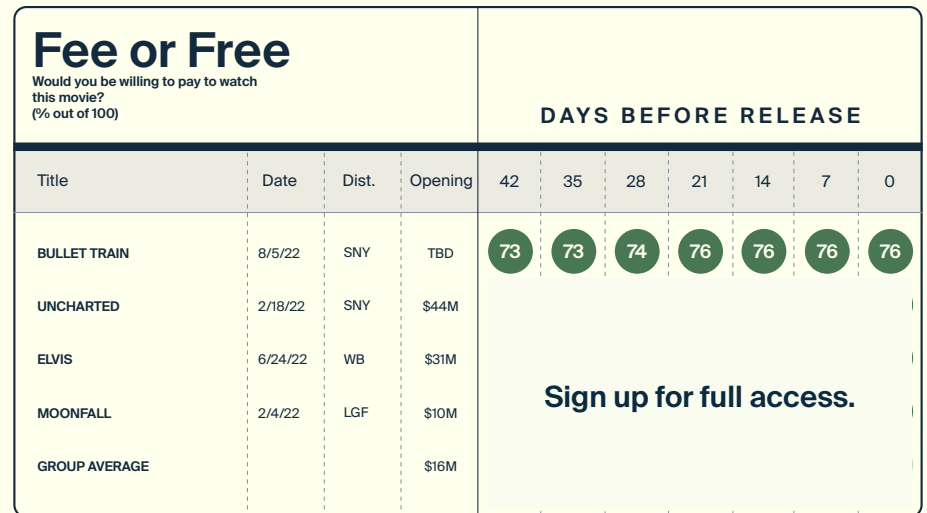 Fee or Free
Would you be willing to pay to watch
this movie?
(% out of 100)
DAYS BEFORE RELEASE
Title Date Dist. Opening 42 35 28 21 14 7 0
BULLET TRAIN 8/5/22 SNY TBD 73 73 74 76 76 76 76
UNCHARTED 2/18/22 SNY $44M
ELVIS 6/24/22 WB $31M
Sign up for full access.
MOONFALL 2/4/22 LGF $10M
GROUP AVERAGE $16M